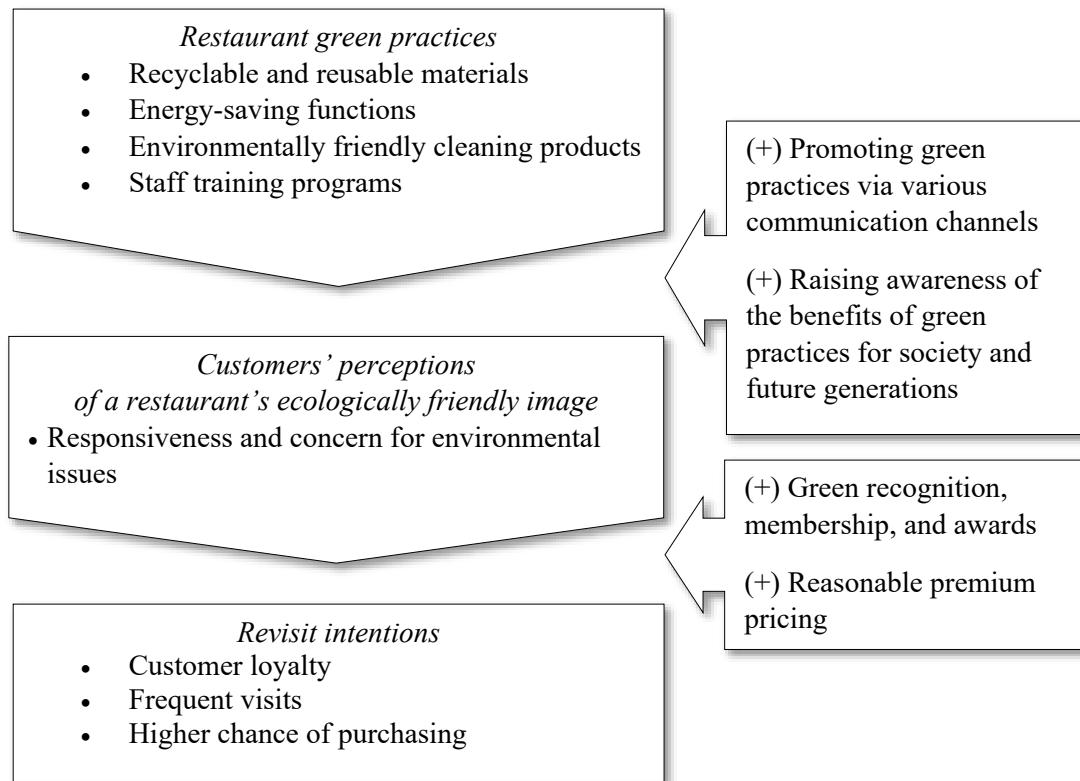 Restaurant green practices
• Recyclable and reusable materials
• Energy-saving functions
• Environmentally friendly cleaning products
• Staff training programs
(+) Promoting green
practices via various
communication channels
(+) Raising awareness of
the benefits of green
practices for society and
future generations
Customers’ perceptions
of a restaurant’s ecologically friendly image
• Responsiveness and concern for environmental
issues
(+) Green recognition,
membership, and awards
(+) Reasonable premium
pricing
Revisit intentions
• Customer loyalty
• Frequent visits
• Higher chance of purchasing